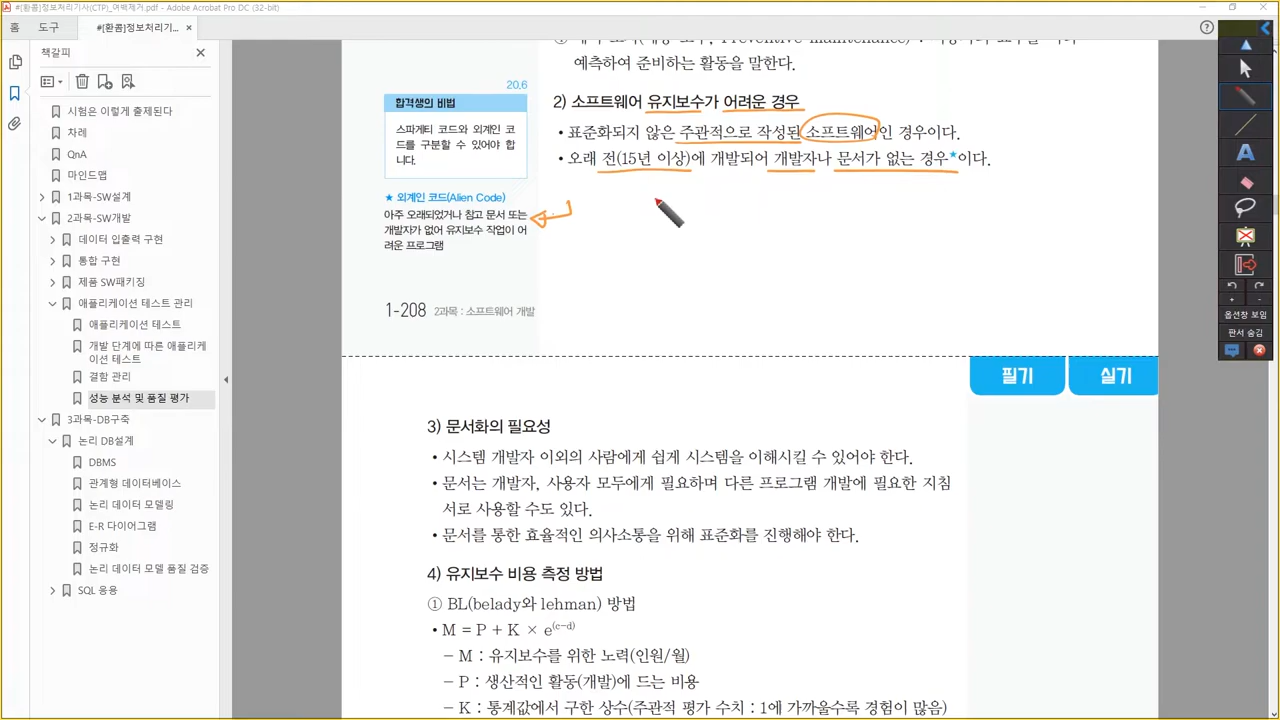 #[환콤]정보처리기사(CTP)_여백제거.pdf - Adobe Acrobat Pro DC (32-bit)
홈 도구 #[환콤]정보처리기... ×
책갈피
시험은 이렇게 출제된다
차례
QnA
마인드맵
1과목-SW설계
2과목-SW개발
데이터 입출력 구현
통합 구현
제품 SW패키징
애플리케이션 테스트 관리
애플리케이션 테스트
개발 단계에 따른 애플리케
이션 테스트
결함 관리
성능 분석 및 품질 평가
3과목-DB구축
논리 DB설계
DBMS
관계형 데이터베이스
논리 데이터 모델링
E-R 다이어그램
정규화
논리 데이터 모델 품질 검증
SQL 응용
예측하여 준비하는 활동을 말한다.
20,6
합격생의 비법
스파게티 코드와 외계인 코
드를 구분할 수 있어야 합
니다.
★ 외계인 코드(Alien Code)
아주 오래되었거나 참고 문서 또는
개발자가 없어 유지보수 작업이 어
려운 프로그램
2) 소프트웨어 유지보수가 어려운 경우
• 표준화되지 않은 주관적으로 작성된 소프트웨어인 경우이다.
• 오래 전(15년 이상)에 개발되어 개발자나 문서가 없는 경우★이다.
1-208 2과목 : 소프트웨어 개발
필기 실기
3) 문서화의 필요성
• 시스템 개발자 이외의 사람에게 쉽게 시스템을 이해시킬 수 있어야 한다.
• 문서는 개발자, 사용자 모두에게 필요하며 다른 프로그램 개발에 필요한 지침
서로 사용할 수도 있다.
• 문서를 통한 효율적인 의사소통을 위해 표준화를 진행해야 한다.
4) 유지보수 비용 측정 방법
① BL(belady와 lehman) 방법
• M = P + K × e(c-d)
– M : 유지보수를 위한 노력(인원/월)
– P : 생산적인 활동(개발)에 드는 비용
– K : 통계값에서 구한 상수(주관적 평가 수치 : 1에 가까울수록 경험이 많음)
옵션창 보임
판서 숨김